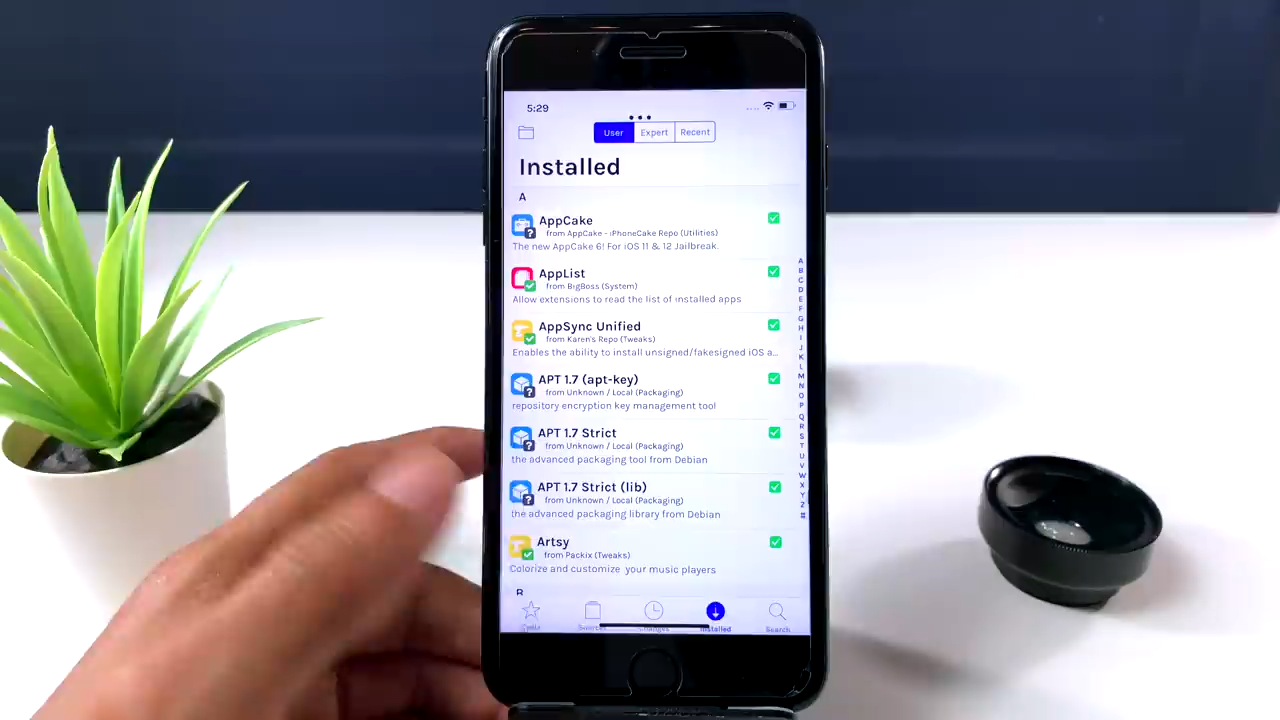 5:29
User Expert Recent
Installed
A
AppCake
from AppCake - iPhoneCake Repo (Utilities)
The new AppCake 6! For iOS 11 & 12 Jailbreak.
AppList
from BigBoss (System)
Allow extensions to read the list of installed apps
AppSync Unified
from Karen's Repo (Tweaks)
Enables the ability to install unsigned/fakesigned iOS a...
APT 1.7 (apt-key)
from Unknown / Local (Packaging)
repository encryption key management tool
APT 1.7 Strict
from Unknown / Local (Packaging)
the advanced packaging tool from Debian
APT 1.7 Strict (lib)
from Unknown / Local (Packaging)
the advanced packaging library from Debian
Artsy
from Packix (Tweaks)
Colorize and customize your music players
Cydia Sources Changes Installed Search
A
B
C
D
E
F
G
H
I
J
K
L
M
N
O
P
Q
R
S
T
U
V
W
X
Y
Z
#